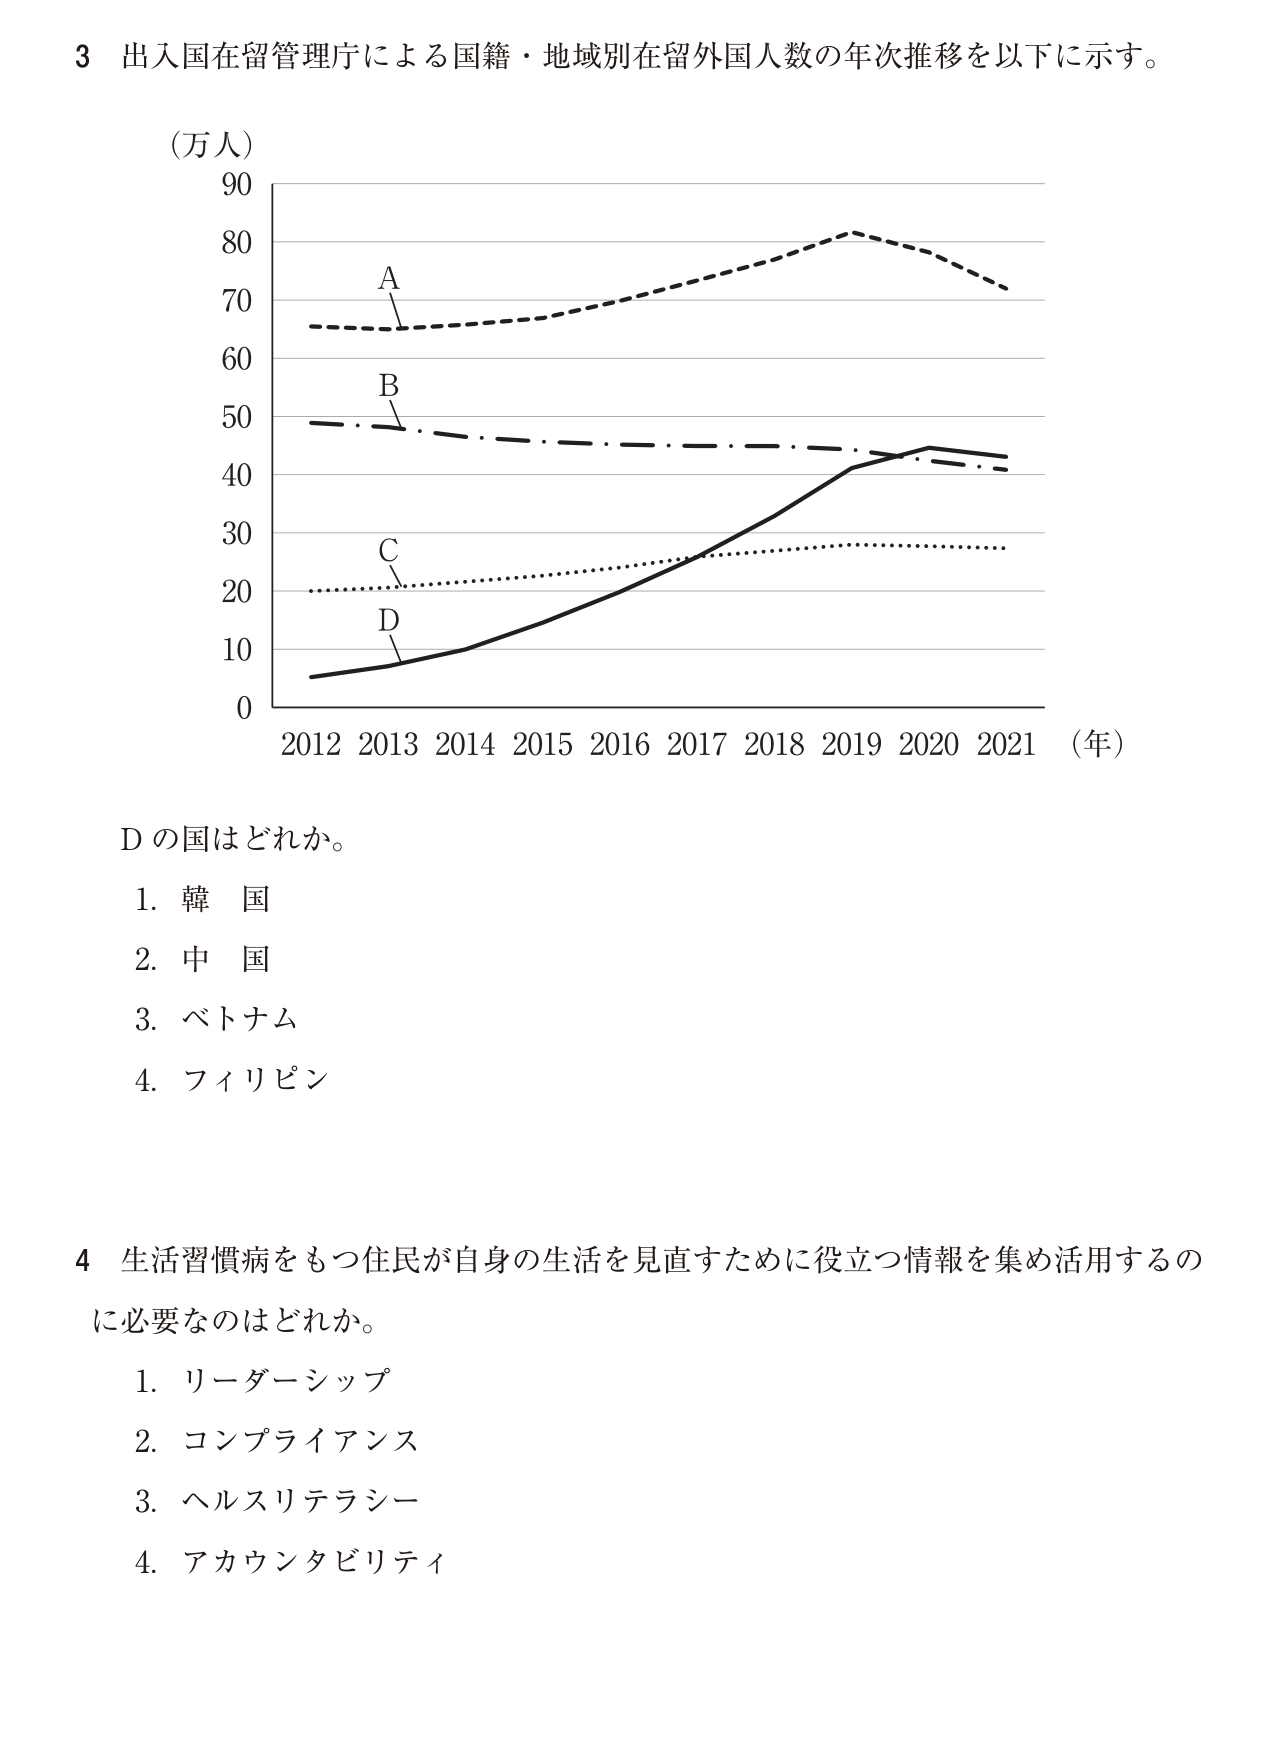 3　出入国在留管理庁による国籍・地域別在留外国人数の年次推移を以下に示す。
（万人）
90
80
A
70
60
B
50
40
30
C
20
D
10
0
2012 2013 2014 2015 2016 2017 2018 2019 2020 2021 （年）
D の国はどれか。
1. 韓　国
2. 中　国
3. ベトナム
4. フィリピン
4　生活習慣病をもつ住民が自身の生活を見直すために役立つ情報を集め活用するの
に必要なのはどれか。
1. リーダーシップ
2. コンプライアンス
3. ヘルスリテラシー
4. アカウンタビリティ